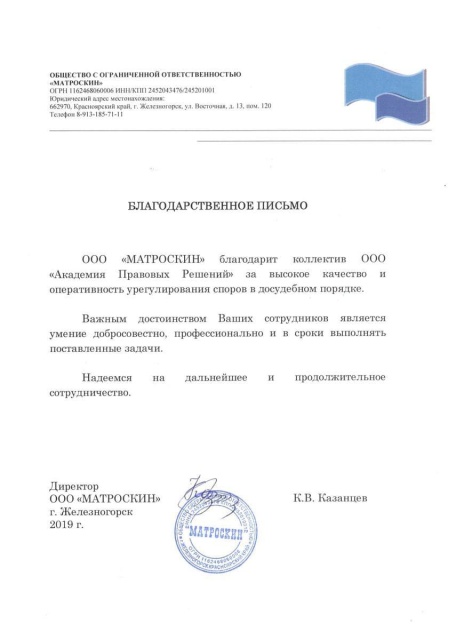 ОБЩЕСТВО С ОГРАНИЧЕННОЙ ОТВЕТСТВЕННОСТЬЮ
«МАТРОСКИН»
ОГРН 1162468060006 ИНН/КПП 2452043476/245201001
Юридический адрес местонахождения:
662970, Красноярский край, г. Железногорск, ул. Восточная, д. 13, пом. 120
Телефон 8-913-185-71-11
БЛАГОДАРСТВЕННОЕ ПИСЬМО
ООО «МАТРОСКИН» благодарит коллектив ООО
«Академия Правовых Решений» за высокое качество и
оперативность урегулирования споров в досудебном порядке.
Важным достоинством Ваших сотрудников является
умение добросовестно, профессионально и в сроки выполнять
поставленные задачи.
Надеемся на дальнейшее и продолжительное
сотрудничество.
Директор
ООО «МАТРОСКИН»
г. Железногорск
2019 г.
К.В. Казанцев
"МАТРОСКИН"